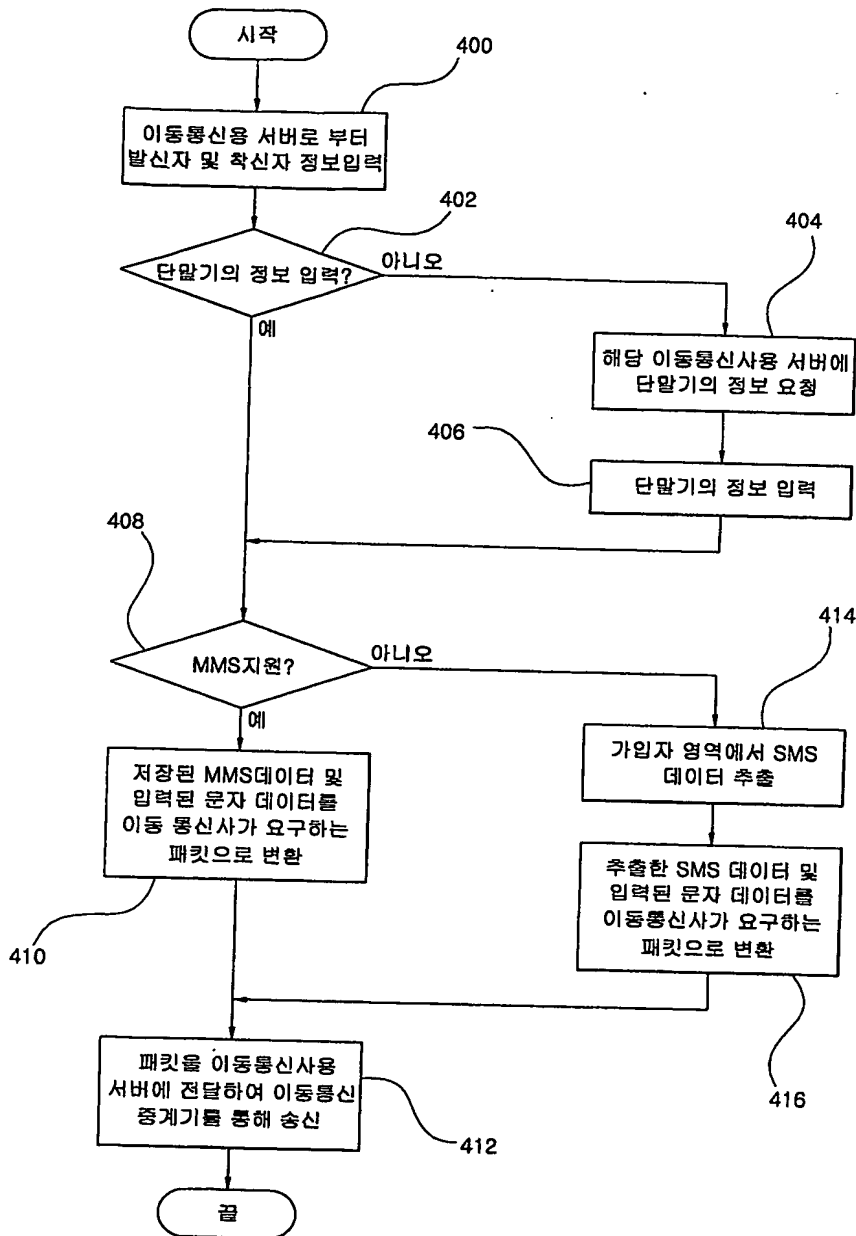 시작
400
이동통신용 서버로 부터
발신자 및 착신자 정보입력
402
단말기의 정보 입력?
아니오
404
예
해당 이동통신사용 서버에
단말기의 정보 요청
406
단말기의 정보 입력
408
MMS지원?
아니오
414
예
가입자 영역에서 SMS
데이터 추출
저장된 MMS데이터 및
입력된 문자 데이터를
이동 통신사가 요구하는
패킷으로 변환
410
추출한 SMS 데이터 및
입력된 문자 데이터를
이동통신사가 요구하는
패킷으로 변환
416
패킷을 이동통신사용
서버에 전달하여 이동통신
중계기를 통해 송신
412
끝